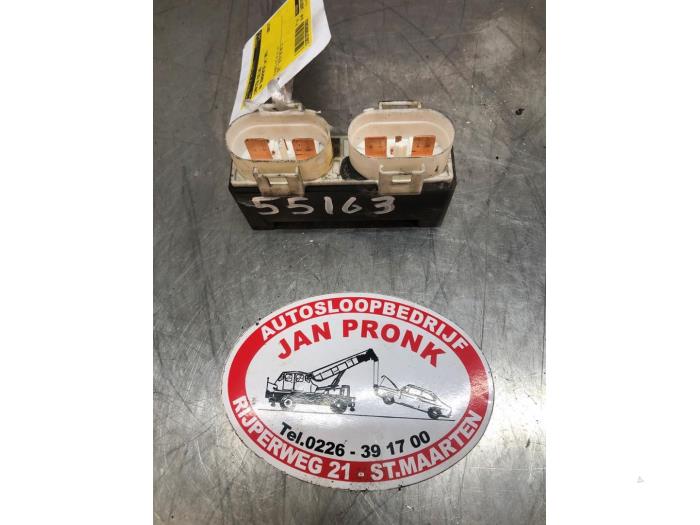 55163
AUTOSLOOPBEDRIJF
JAN PRONK
Tel.0226 - 39 17 00
RIJPERWEG 21 - ST.MAARTEN